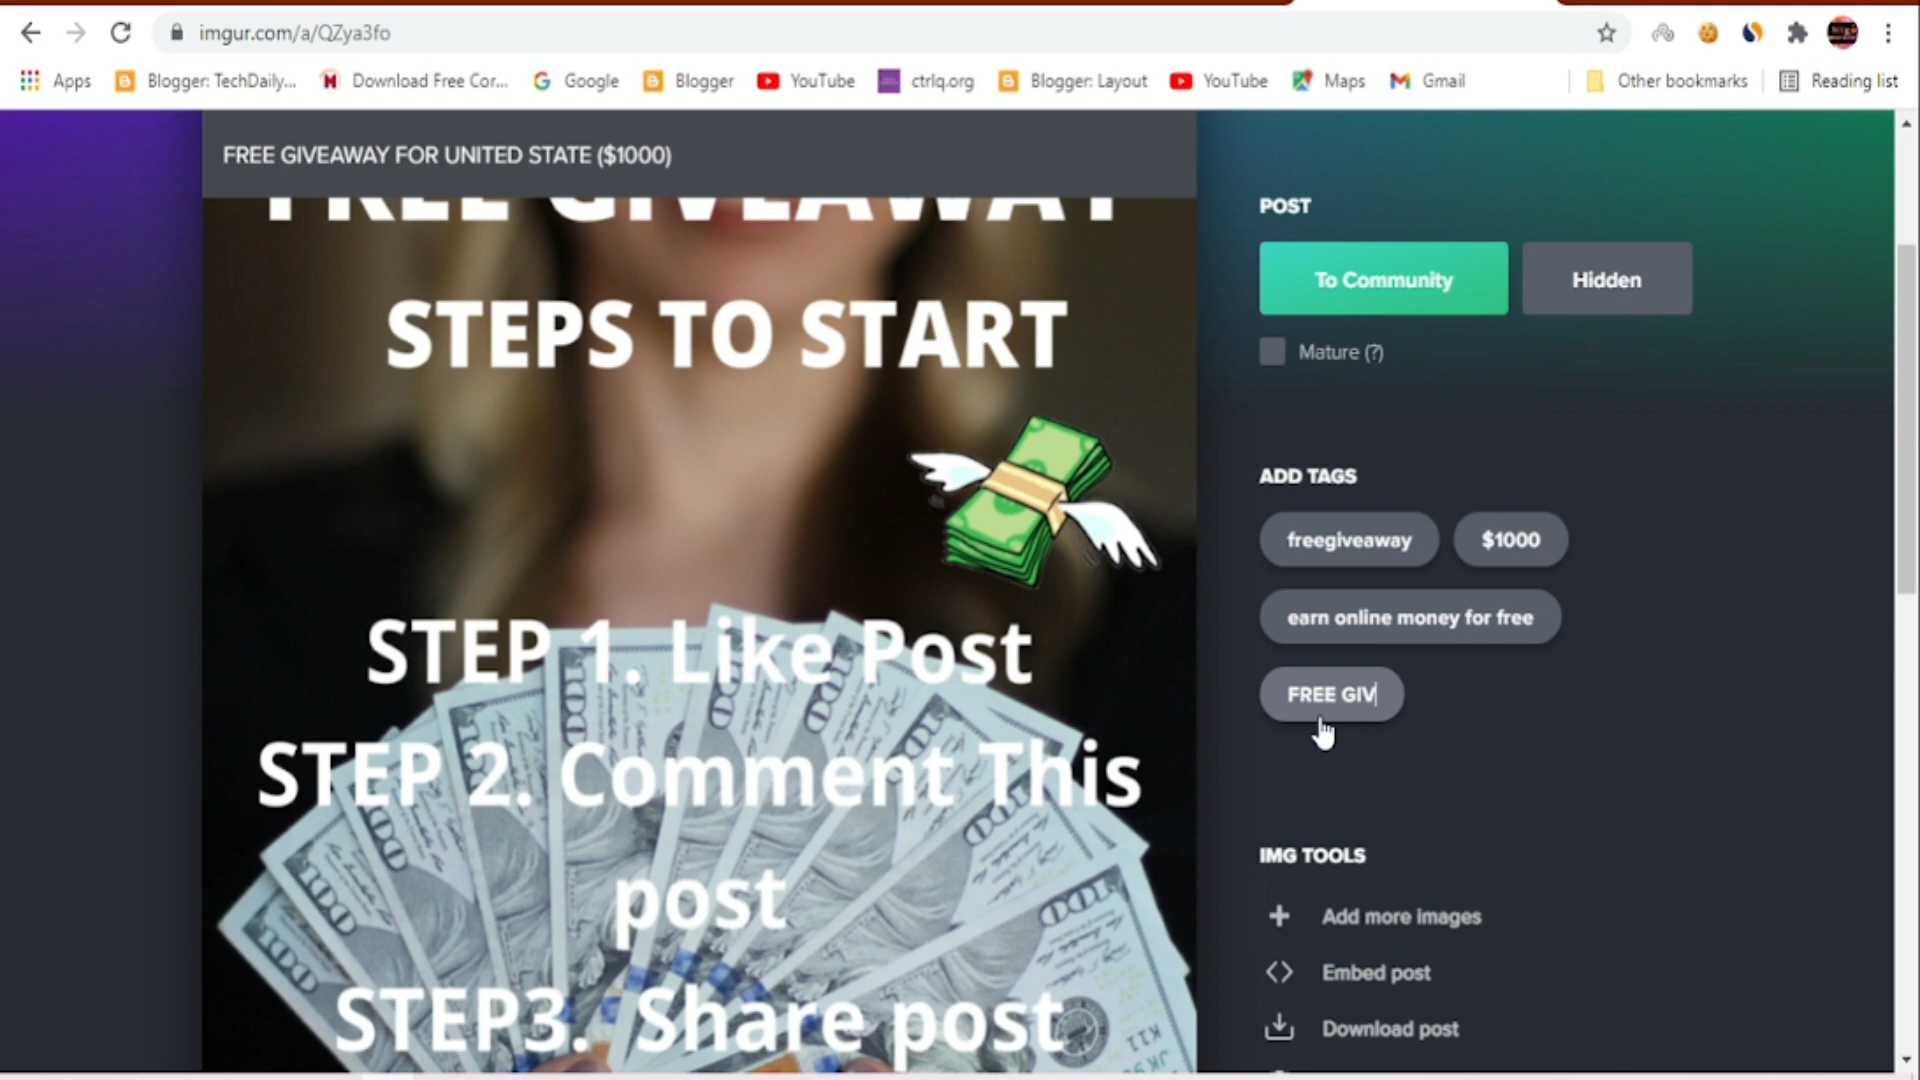 imgur.com/a/QZya3fo
Apps
Blogger: TechDaily...
Download Free Cor...
Google
Blogger
YouTube
ctrlq.org
Blogger: Layout
YouTube
Maps
Gmail
Other bookmarks
Reading list
FREE GIVEAWAY FOR UNITED STATE ($1000)
FREE GIVEAWAY
STEPS TO START
STEP 1. Like Post
STEP 2. Comment This
post
STEP3. Share post
POST
To Community
Hidden
Mature (?)
ADD TAGS
freegiveaway
$1000
earn online money for free
FREE GIV
IMG TOOLS
Add more images
Embed post
Download post